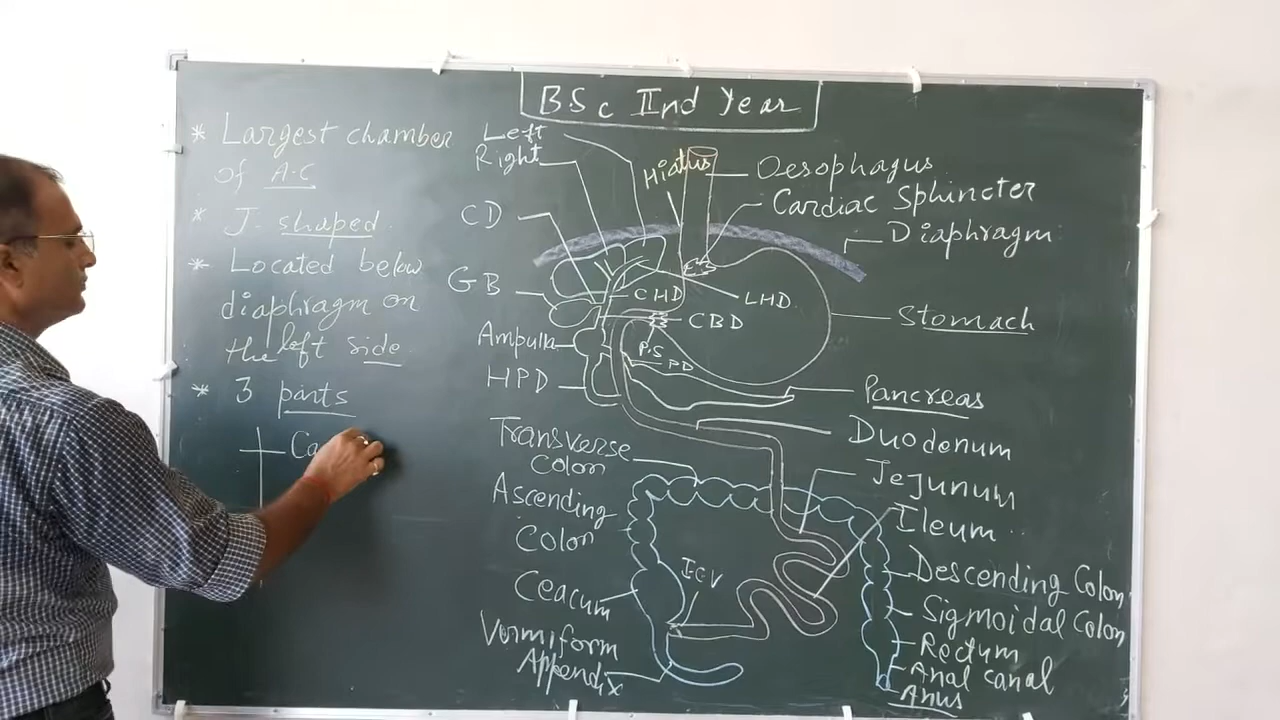 BSc IInd Year
* Largest chamber
of A.C
* J-shaped
* Located below
diaphragm on
the left side
* 3 parts
Ca
Left
Right
CD
GB
Ampulla
HPD
Transverse
Colon
Ascending
Colon
Ceacum
Vermiform
Appendix
Hiatus
CHD
LHD
CBD
P.S
PD
ICV
Oesophagus
Cardiac Sphincter
Diaphragm
Stomach
Pancreas
Duodenum
Jejunum
Ileum
Descending Colon
Sigmoidal Colon
Rectum
Anal canal
Anus